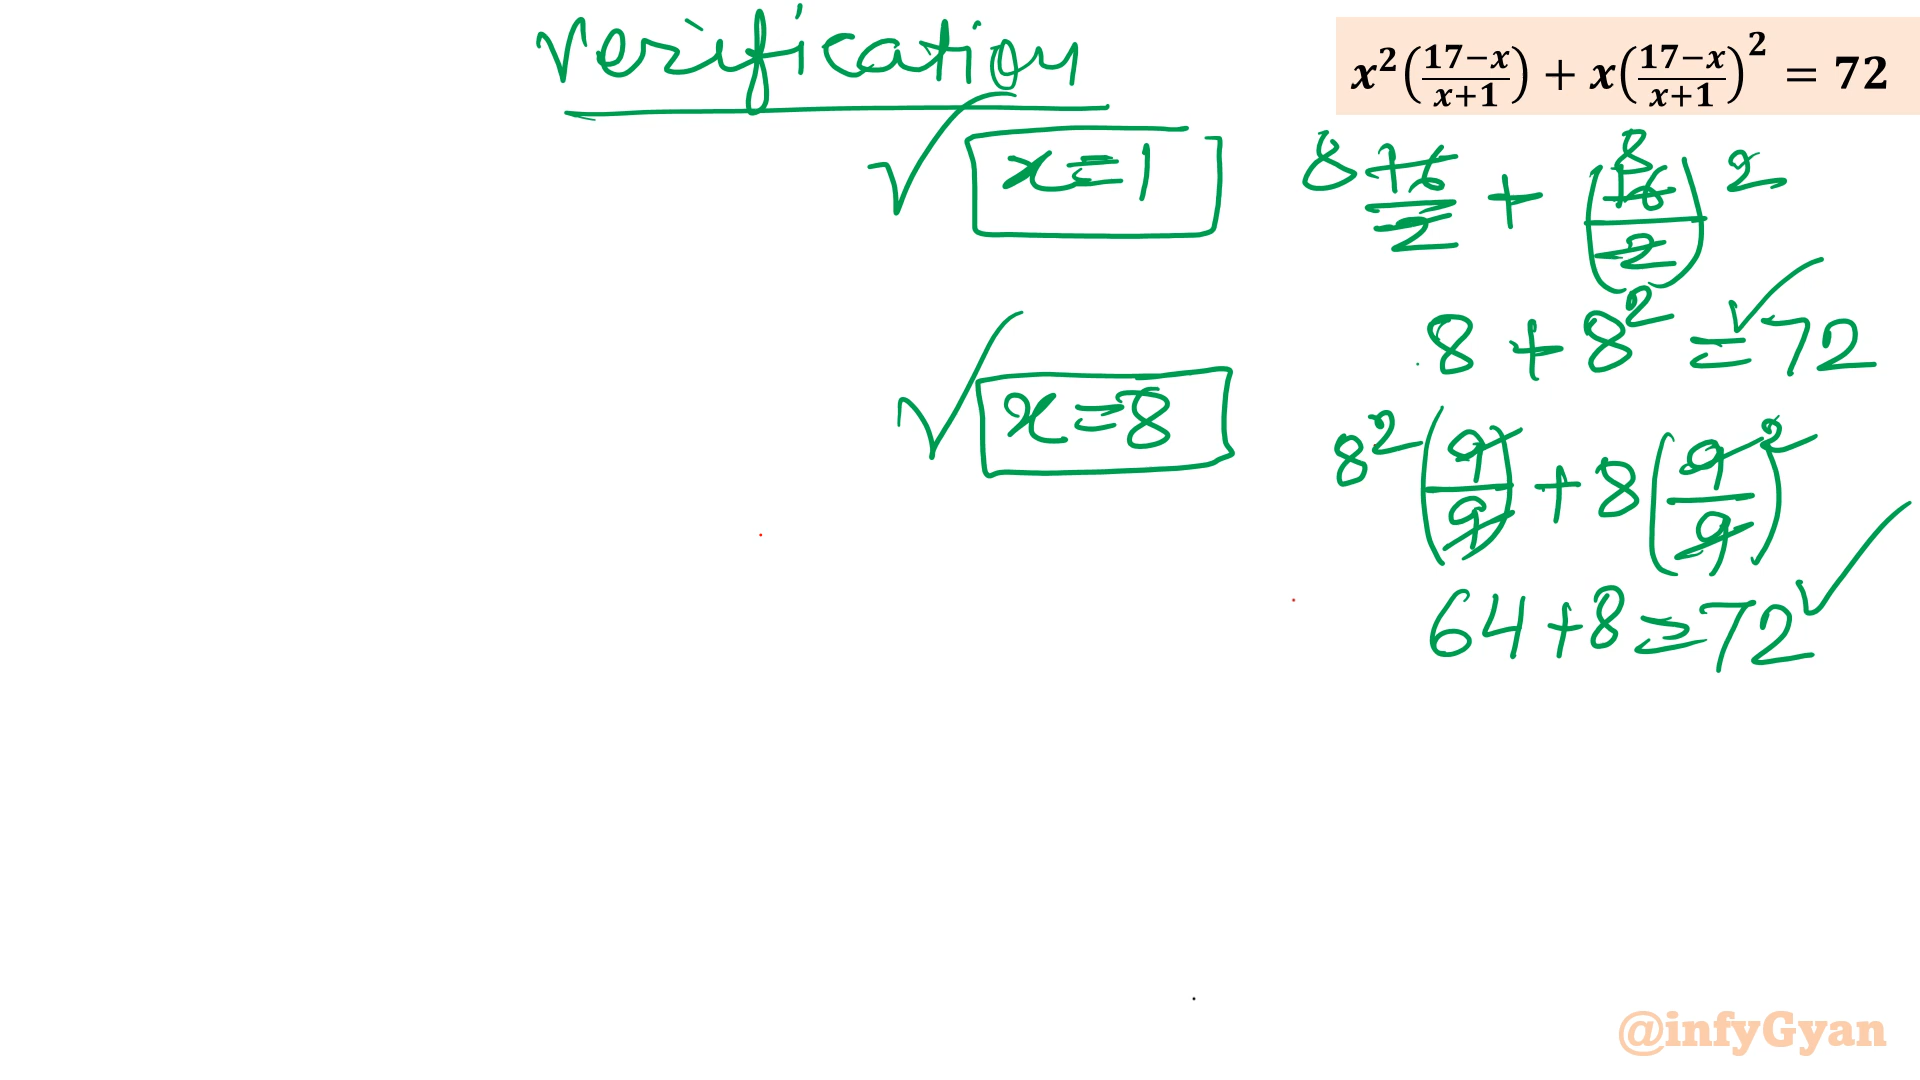 verification
x²((17−x)/(x+1)) + x((17−x)/(x+1))² = 72
x=1
8 16/2 + (8 16/2)²
8 + 8² = 72
x=8
8²(9/9) + 8(9/9)²
64+8=72
@infyGyan